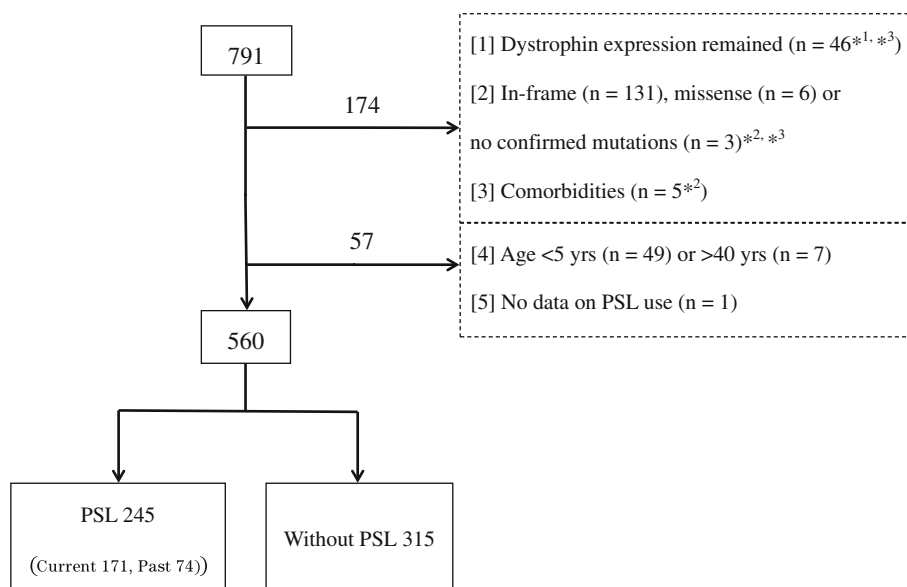 791
[1] Dystrophin expression remained (n = 46*1, *3)
174
[2] In-frame (n = 131), missense (n = 6) or
no confirmed mutations (n = 3)*2, *3
[3] Comorbidities (n = 5*2)
57
[4] Age <5 yrs (n = 49) or >40 yrs (n = 7)
[5] No data on PSL use (n = 1)
560
PSL 245
(Current 171, Past 74))
Without PSL 315